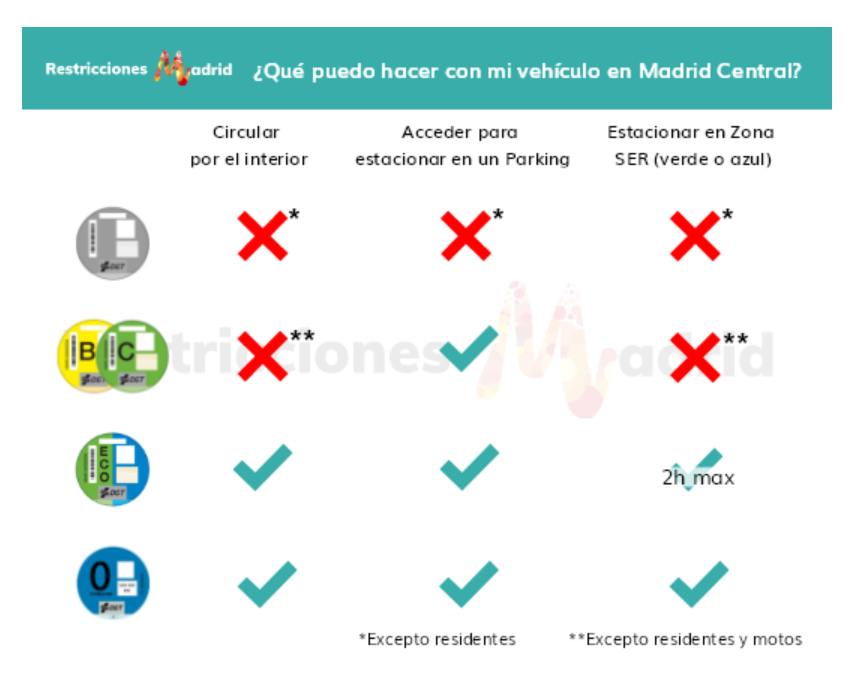 Restricciones Madrid ¿Qué puedo hacer con mi vehículo en Madrid Central?
Circular
por el interior
Acceder para
estacionar en un Parking
Estacionar en Zona
SER (verde o azul)
DGT
*
*
*
B
C
DGT
DGT
**
**
tricciones Madrid
ECO
DGT
2h max
0
DGT
*Excepto residentes
**Excepto residentes y motos